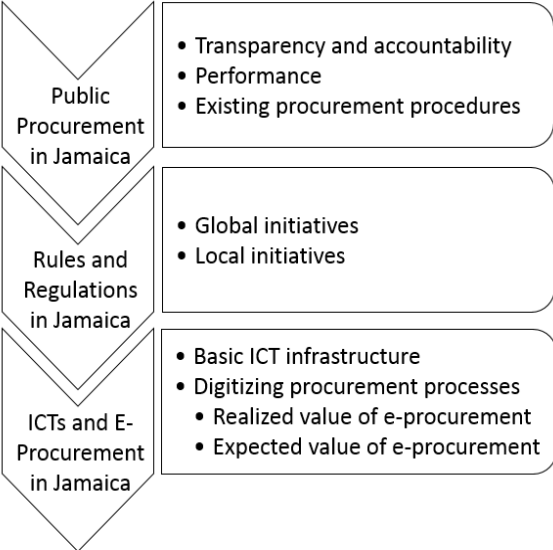 Public
Procurement
in Jamaica
• Transparency and accountability
• Performance
• Existing procurement procedures
Rules and
Regulations
in Jamaica
• Global initiatives
• Local initiatives
ICTs and E-
Procurement
in Jamaica
• Basic ICT infrastructure
• Digitizing procurement processes
• Realized value of e-procurement
• Expected value of e-procurement